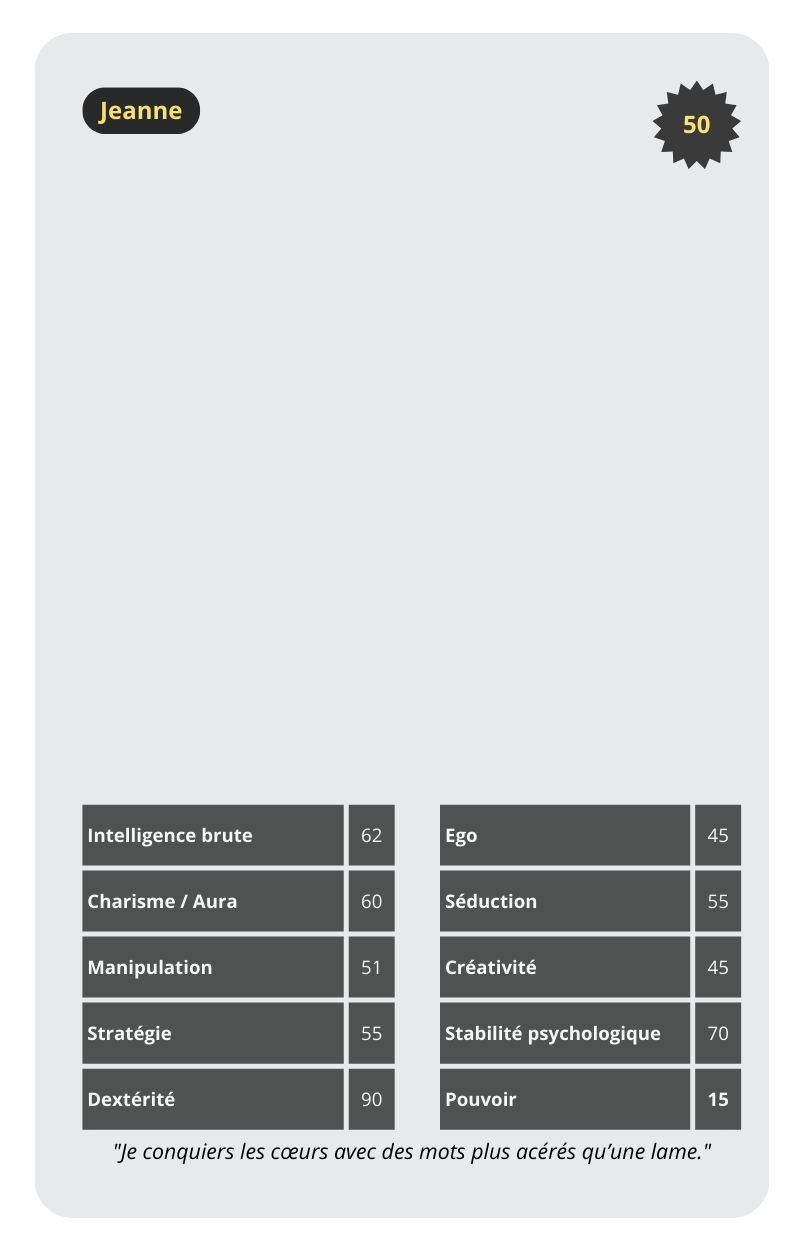 Jeanne
50
Intelligence brute 62
Charisme / Aura 60
Manipulation 51
Stratégie 55
Dextérité 90
Ego 45
Séduction 55
Créativité 45
Stabilité psychologique 70
Pouvoir 15
"Je conquiers les cœurs avec des mots plus acérés qu’une lame."